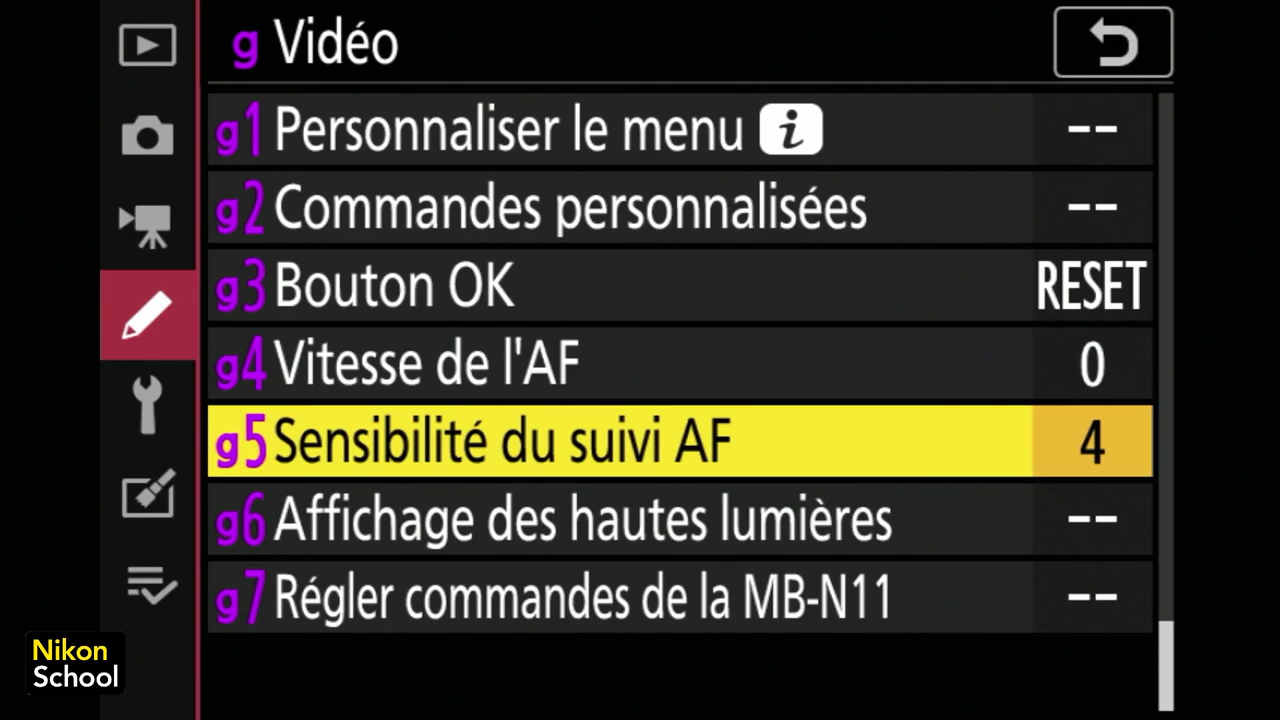 g Vidéo
g1 Personnaliser le menu i --
g2 Commandes personnalisées --
g3 Bouton OK RESET
g4 Vitesse de l'AF 0
g5 Sensibilité du suivi AF 4
g6 Affichage des hautes lumières --
g7 Régler commandes de la MB-N11 --
Nikon
School